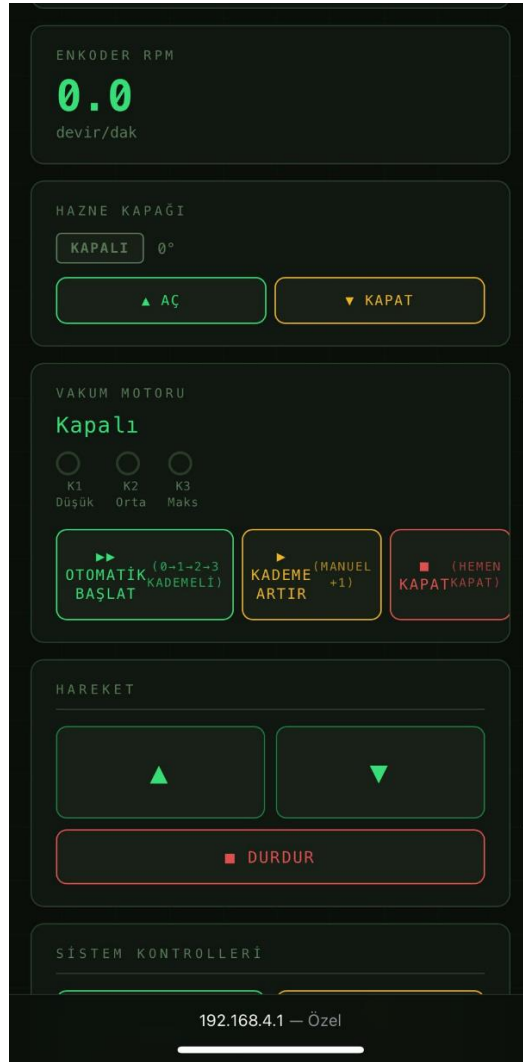 ENKODER RPM
0.0
devir/dak
HAZNE KAPAĞI
KAPALI 0°
▲ AÇ
▼ KAPAT
VAKUM MOTORU
Kapalı
K1 K2 K3
Düşük Orta Maks
▶▶
OTOMATİK
BAŞLAT
(0→1→2→3
KADEMELİ)
▶
KADEME
ARTIR
(MANUEL
+1)
■
KAPAT
(HEMEN
KAPAT)
HAREKET
▲
▼
■ DURDUR
SİSTEM KONTROLLERİ
192.168.4.1 — Özel